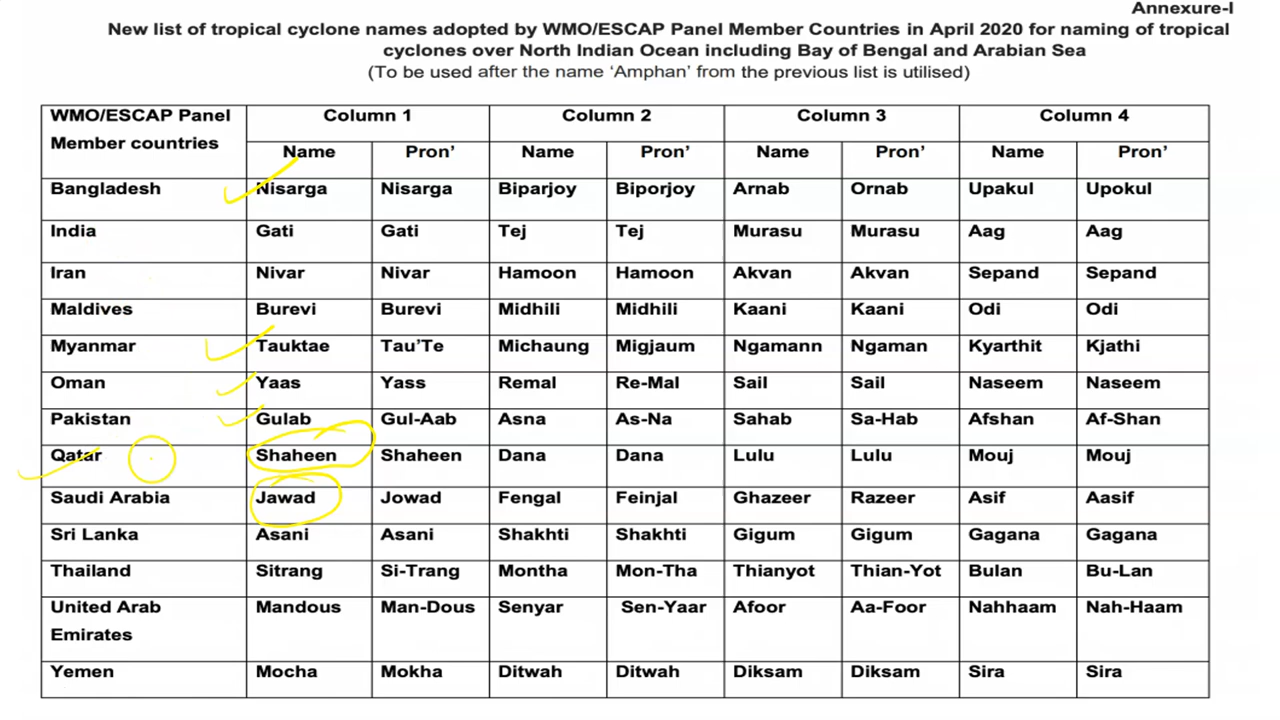 Annexure-I
New list of tropical cyclone names adopted by WMO/ESCAP Panel Member Countries in April 2020 for naming of tropical
cyclones over North Indian Ocean including Bay of Bengal and Arabian Sea
(To be used after the name 'Amphan' from the previous list is utilised)
WMO/ESCAP Panel Member countries Column 1 Column 2 Column 3 Column 4
Name Pron' Name Pron' Name Pron' Name Pron'
Bangladesh Nisarga Nisarga Biparjoy Biporjoy Arnab Ornab Upakul Upokul
India Gati Gati Tej Tej Murasu Murasu Aag Aag
Iran Nivar Nivar Hamoon Hamoon Akvan Akvan Sepand Sepand
Maldives Burevi Burevi Midhili Midhili Kaani Kaani Odi Odi
Myanmar Tauktae Tau'Te Michaung Migjaum Ngamann Ngaman Kyarthit Kjathi
Oman Yaas Yass Remal Re-Mal Sail Sail Naseem Naseem
Pakistan Gulab Gul-Aab Asna As-Na Sahab Sa-Hab Afshan Af-Shan
Qatar Shaheen Shaheen Dana Dana Lulu Lulu Mouj Mouj
Saudi Arabia Jawad Jowad Fengal Feinjal Ghazeer Razeer Asif Aasif
Sri Lanka Asani Asani Shakhti Shakhti Gigum Gigum Gagana Gagana
Thailand Sitrang Si-Trang Montha Mon-Tha Thianyot Thian-Yot Bulan Bu-Lan
United Arab Emirates Mandous Man-Dous Senyar Sen-Yaar Afoor Aa-Foor Nahhaam Nah-Haam
Yemen Mocha Mokha Ditwah Ditwah Diksam Diksam Sira Sira